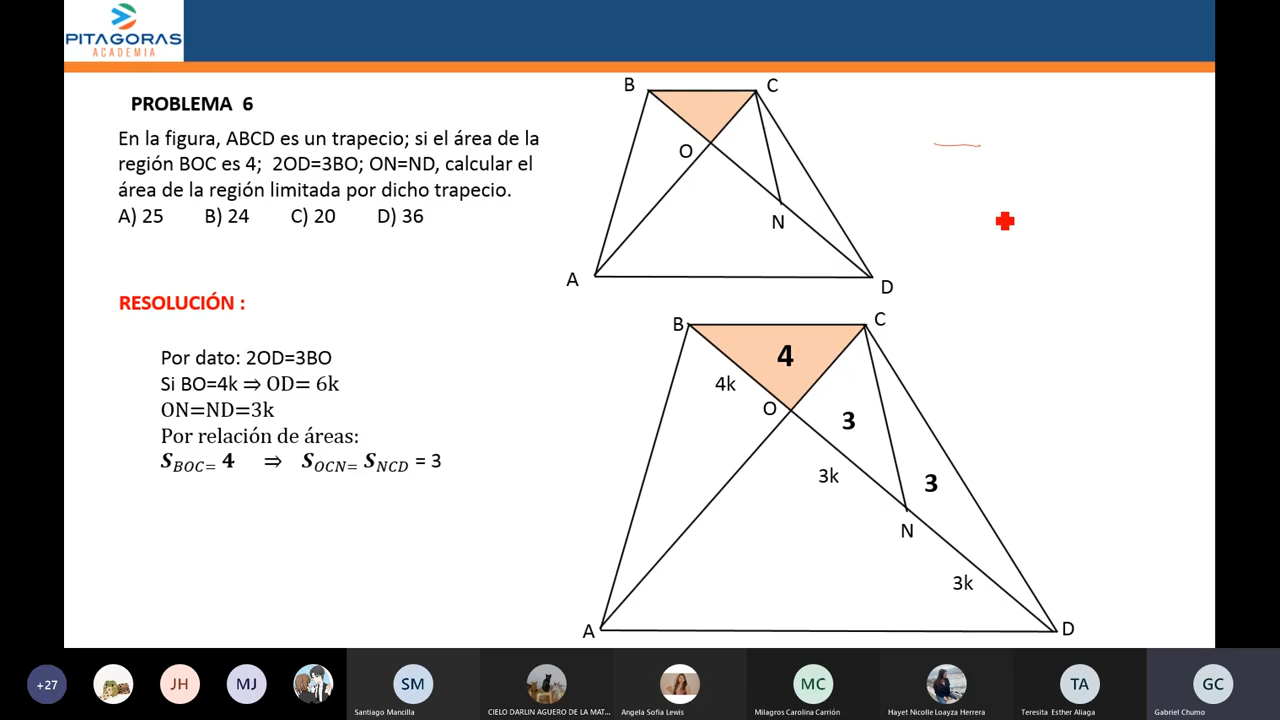 PITAGORAS
ACADEMIA
PROBLEMA 6
En la figura, ABCD es un trapecio; si el área de la
región BOC es 4; 2OD=3BO; ON=ND, calcular el
área de la región limitada por dicho trapecio.
A) 25 B) 24 C) 20 D) 36
B
C
O
N
A
D
RESOLUCIÓN :
Por dato: 2OD=3BO
Si BO=4k ⇒ OD= 6k
ON=ND=3k
Por relación de áreas:
S_BOC= 4 ⇒ S_OCN= S_NCD = 3
B
C
4
4k
O
3
3k
3
N
3k
A
D
+27
JH
MJ
SM
MC
TA
GC
Santiago Mancilla
CIELO DARLIN AGUERO DE LA MAT...
Angela Sofia Lewis
Milagros Carolina Carrión
Hayet Nicolle Loayza Herrera
Teresita Esther Aliaga
Gabriel Chumo